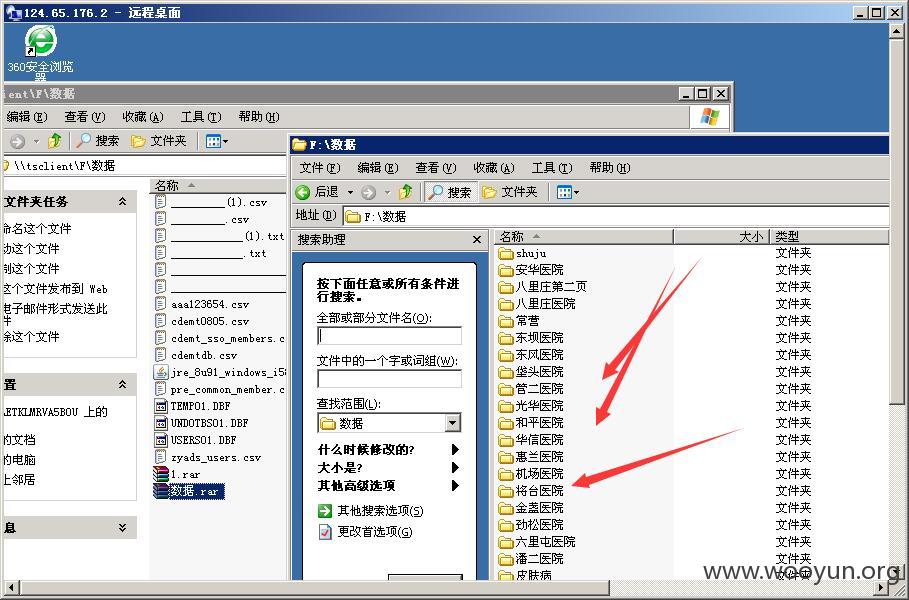 124.65.176.2 - 远程桌面
360安全浏览
器
ient\F\数据
编辑(E) 查看(V) 收藏(A) 工具(T) 帮助(H)
搜索 文件夹
\\tsclient\F\数据
文件夹任务
命名这个文件
动这个文件
制这个文件
这个文件发布到 Web
电子邮件形式发送此
件
除这个文件
置
AETKLMRVA5BOU 上的
的文档
的电脑
上邻居
息
名称
_________(1).csv
_________.csv
____________(1).txt
____________.txt
aaa123654.csv
cdemt0805.csv
cdemt_sso_members.c
cdemtdb.csv
jre_8u91_windows_i58
pre_common_member.c
TEMP01.DBF
UNDOTBS01.DBF
USERS01.DBF
zyads_users.csv
1.rar
数据.rar
F:\数据
文件(F) 编辑(E) 查看(V) 收藏(A) 工具(T) 帮助(H)
后退 搜索 文件夹
地址(D) F:\数据
搜索助理
按下面任意或所有条件进
行搜索。
全部或部分文件名(O):
文件中的一个字或词组(W):
查找范围(L):
数据
什么时候修改的?
大小是?
其他高级选项
其他搜索选项(S)
更改首选项(G)
名称 大小 类型
shuju 文件夹
安华医院 文件夹
八里庄第二页 文件夹
八里庄医院 文件夹
常营 文件夹
东坝医院 文件夹
东风医院 文件夹
垡头医院 文件夹
管二医院 文件夹
光华医院 文件夹
和平医院 文件夹
华信医院 文件夹
惠兰医院 文件夹
机场医院 文件夹
将台医院 文件夹
金盏医院 文件夹
劲松医院 文件夹
六里屯医院 文件夹
潘二医院 文件夹
皮肤病 文件夹
www.wooyun.org